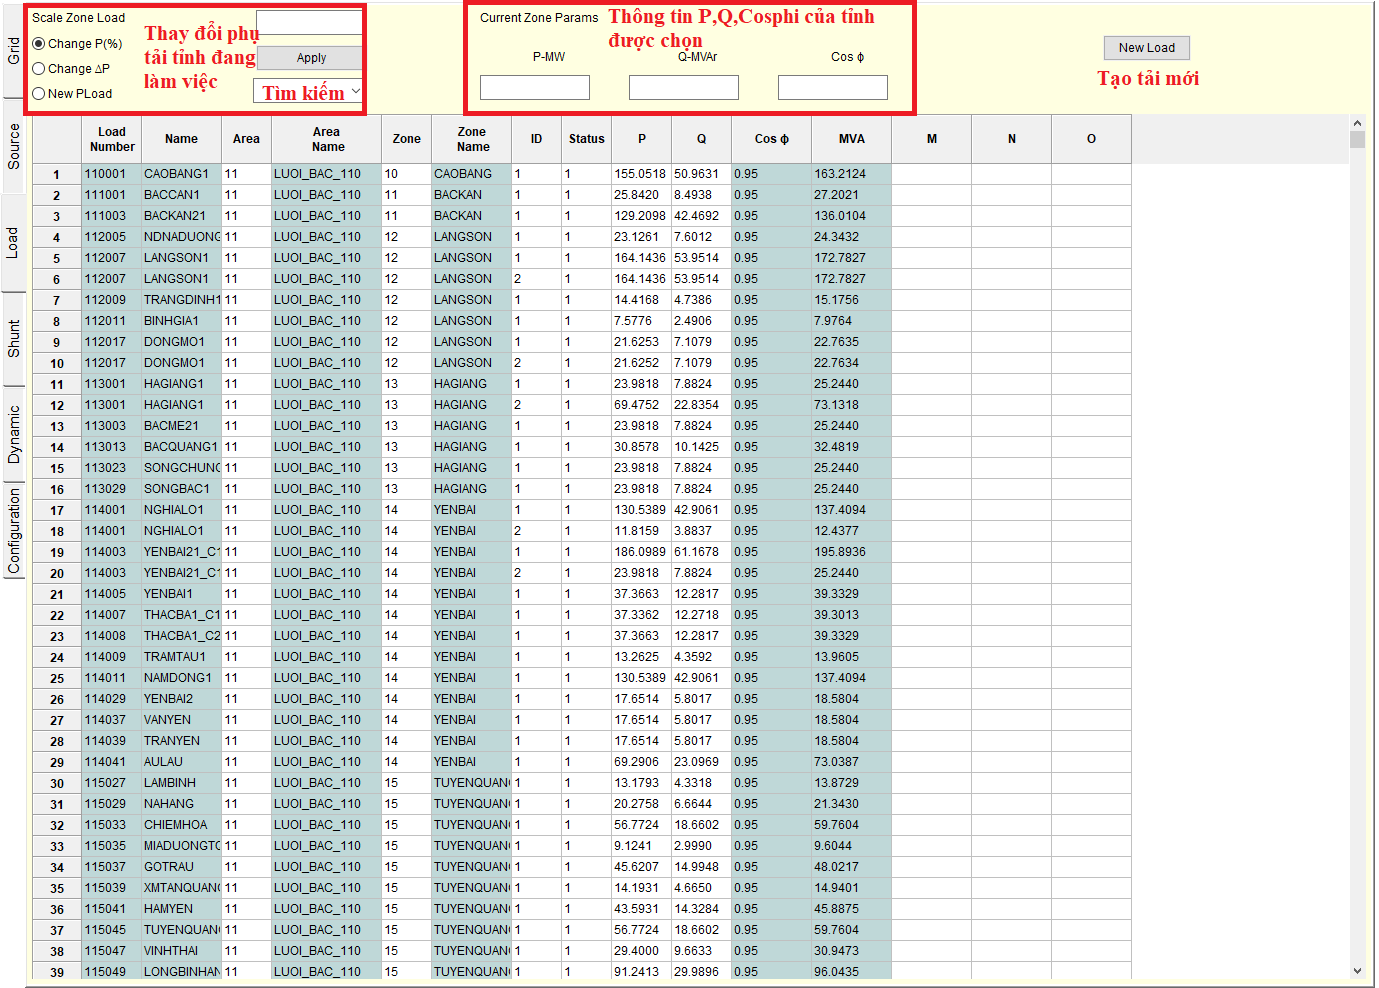 Scale Zone Load
Change P(%)
Change ΔP
New PLoad
Thay đổi phụ
tải tỉnh đang
làm việc
Apply
Tìm kiếm
Current Zone Params
Thông tin P,Q,Cosphi của tỉnh
được chọn
P-MW Q-MVAr Cos ϕ
New Load
Tạo tải mới
Grid
Source
Load
Shunt
Dynamic
Configuration
Load Number Name Area Area Name Zone Zone Name ID Status P Q Cos ϕ MVA M N O
1 110001 CAOBANG1 11 LUOI_BAC_110 10 CAOBANG 1 1 155.0518 50.9631 0.95 163.2124
2 111001 BACCAN1 11 LUOI_BAC_110 11 BACKAN 1 1 25.8420 8.4938 0.95 27.2021
3 111003 BACKAN21 11 LUOI_BAC_110 11 BACKAN 1 1 129.2098 42.4692 0.95 136.0104
4 112005 NDNADUONG 11 LUOI_BAC_110 12 LANGSON 1 1 23.1261 7.6012 0.95 24.3432
5 112007 LANGSON1 11 LUOI_BAC_110 12 LANGSON 1 1 164.1436 53.9514 0.95 172.7827
6 112007 LANGSON1 11 LUOI_BAC_110 12 LANGSON 2 1 164.1436 53.9514 0.95 172.7827
7 112009 TRANGDINH1 11 LUOI_BAC_110 12 LANGSON 1 1 14.4168 4.7386 0.95 15.1756
8 112011 BINHGIA1 11 LUOI_BAC_110 12 LANGSON 1 1 7.5776 2.4906 0.95 7.9764
9 112017 DONGMO1 11 LUOI_BAC_110 12 LANGSON 1 1 21.6253 7.1079 0.95 22.7635
10 112017 DONGMO1 11 LUOI_BAC_110 12 LANGSON 2 1 21.6252 7.1079 0.95 22.7634
11 113001 HAGIANG1 11 LUOI_BAC_110 13 HAGIANG 1 1 23.9818 7.8824 0.95 25.2440
12 113001 HAGIANG1 11 LUOI_BAC_110 13 HAGIANG 2 1 69.4752 22.8354 0.95 73.1318
13 113003 BACME21 11 LUOI_BAC_110 13 HAGIANG 1 1 23.9818 7.8824 0.95 25.2440
14 113013 BACQUANG1 11 LUOI_BAC_110 13 HAGIANG 1 1 30.8578 10.1425 0.95 32.4819
15 113023 SONGCHUNG 11 LUOI_BAC_110 13 HAGIANG 1 1 23.9818 7.8824 0.95 25.2440
16 113029 SONGBAC1 11 LUOI_BAC_110 13 HAGIANG 1 1 23.9818 7.8824 0.95 25.2440
17 114001 NGHIALO1 11 LUOI_BAC_110 14 YENBAI 1 1 130.5389 42.9061 0.95 137.4094
18 114001 NGHIALO1 11 LUOI_BAC_110 14 YENBAI 2 1 11.8159 3.8837 0.95 12.4377
19 114003 YENBAI21_C1 11 LUOI_BAC_110 14 YENBAI 1 1 186.0989 61.1678 0.95 195.8936
20 114003 YENBAI21_C1 11 LUOI_BAC_110 14 YENBAI 2 1 23.9818 7.8824 0.95 25.2440
21 114005 YENBAI1 11 LUOI_BAC_110 14 YENBAI 1 1 37.3663 12.2817 0.95 39.3329
22 114007 THACBA1_C1 11 LUOI_BAC_110 14 YENBAI 1 1 37.3362 12.2718 0.95 39.3013
23 114008 THACBA1_C2 11 LUOI_BAC_110 14 YENBAI 1 1 37.3663 12.2817 0.95 39.3329
24 114009 TRAMTAU1 11 LUOI_BAC_110 14 YENBAI 1 1 13.2625 4.3592 0.95 13.9605
25 114011 NAMDONG1 11 LUOI_BAC_110 14 YENBAI 1 1 130.5389 42.9061 0.95 137.4094
26 114029 YENBAI2 11 LUOI_BAC_110 14 YENBAI 1 1 17.6514 5.8017 0.95 18.5804
27 114037 VANYEN 11 LUOI_BAC_110 14 YENBAI 1 1 17.6514 5.8017 0.95 18.5804
28 114039 TRANYEN 11 LUOI_BAC_110 14 YENBAI 1 1 17.6514 5.8017 0.95 18.5804
29 114041 AULAU 11 LUOI_BAC_110 14 YENBAI 1 1 69.2906 23.0969 0.95 73.0387
30 115027 LAMBINH 11 LUOI_BAC_110 15 TUYENQUANG 1 1 13.1793 4.3318 0.95 13.8729
31 115029 NAHANG 11 LUOI_BAC_110 15 TUYENQUANG 1 1 20.2758 6.6644 0.95 21.3430
32 115033 CHIEMHOA 11 LUOI_BAC_110 15 TUYENQUANG 1 1 56.7724 18.6602 0.95 59.7604
33 115035 MIADUONGTC 11 LUOI_BAC_110 15 TUYENQUANG 1 1 9.1241 2.9990 0.95 9.6044
34 115037 GOTRAU 11 LUOI_BAC_110 15 TUYENQUANG 1 1 45.6207 14.9948 0.95 48.0217
35 115039 XMTANQUANG 11 LUOI_BAC_110 15 TUYENQUANG 1 1 14.1931 4.6650 0.95 14.9401
36 115041 HAMYEN 11 LUOI_BAC_110 15 TUYENQUANG 1 1 43.5931 14.3284 0.95 45.8875
37 115045 TUYENQUANG 11 LUOI_BAC_110 15 TUYENQUANG 1 1 56.7724 18.6602 0.95 59.7604
38 115047 VINHTHAI 11 LUOI_BAC_110 15 TUYENQUANG 1 1 29.4000 9.6633 0.95 30.9473
39 115049 LONGBINHAN 11 LUOI_BAC_110 15 TUYENQUANG 1 1 91.2413 29.9896 0.95 96.0435